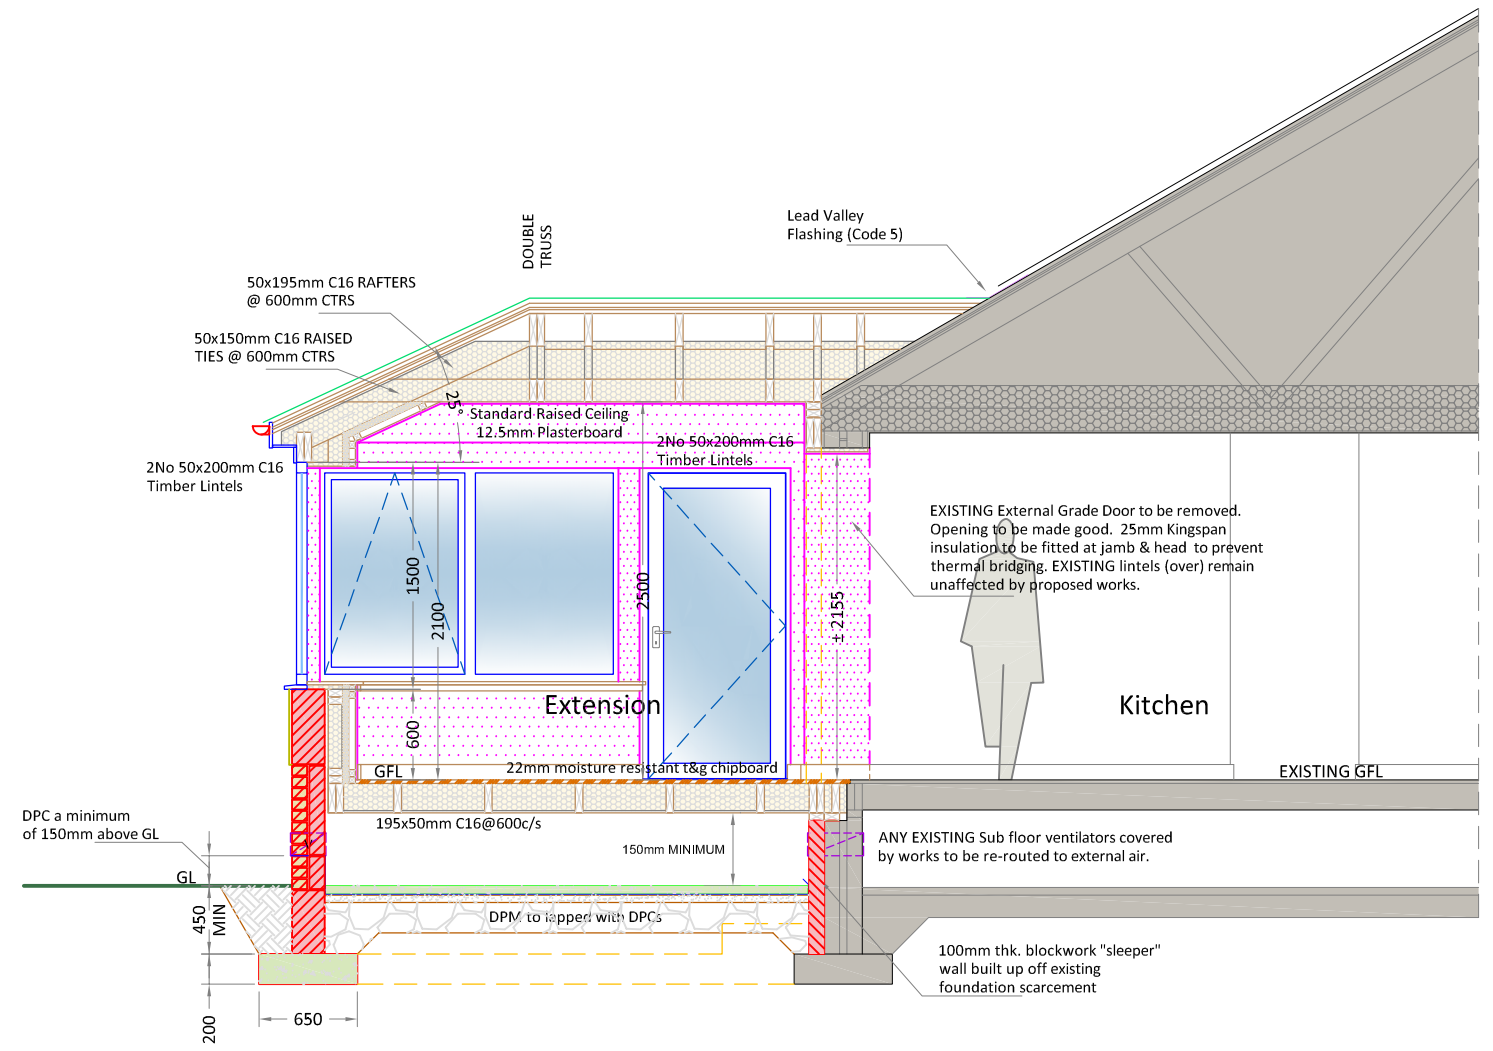 Lead Valley
Flashing (Code 5)
DOUBLE
TRUSS
50x195mm C16 RAFTERS
@ 600mm CTRS
50x150mm C16 RAISED
TIES @ 600mm CTRS
25°
Standard Raised Ceiling
12.5mm Plasterboard
2No 50x200mm C16
Timber Lintels
2No 50x200mm C16
Timber Lintels
EXISTING External Grade Door to be removed.
Opening to be made good. 25mm Kingspan
insulation to be fitted at jamb & head to prevent
thermal bridging. EXISTING lintels (over) remain
unaffected by proposed works.
1500
2100
2500
± 2155
600
Extension
Kitchen
GFL
22mm moisture resistant t&g chipboard
EXISTING GFL
195x50mm C16@600c/s
DPC a minimum
of 150mm above GL
150mm MINIMUM
ANY EXISTING Sub floor ventilators covered
by works to be re-routed to external air.
GL
450
MIN
DPM to lapped with DPCs
100mm thk. blockwork "sleeper"
wall built up off existing
foundation scarcement
200
650